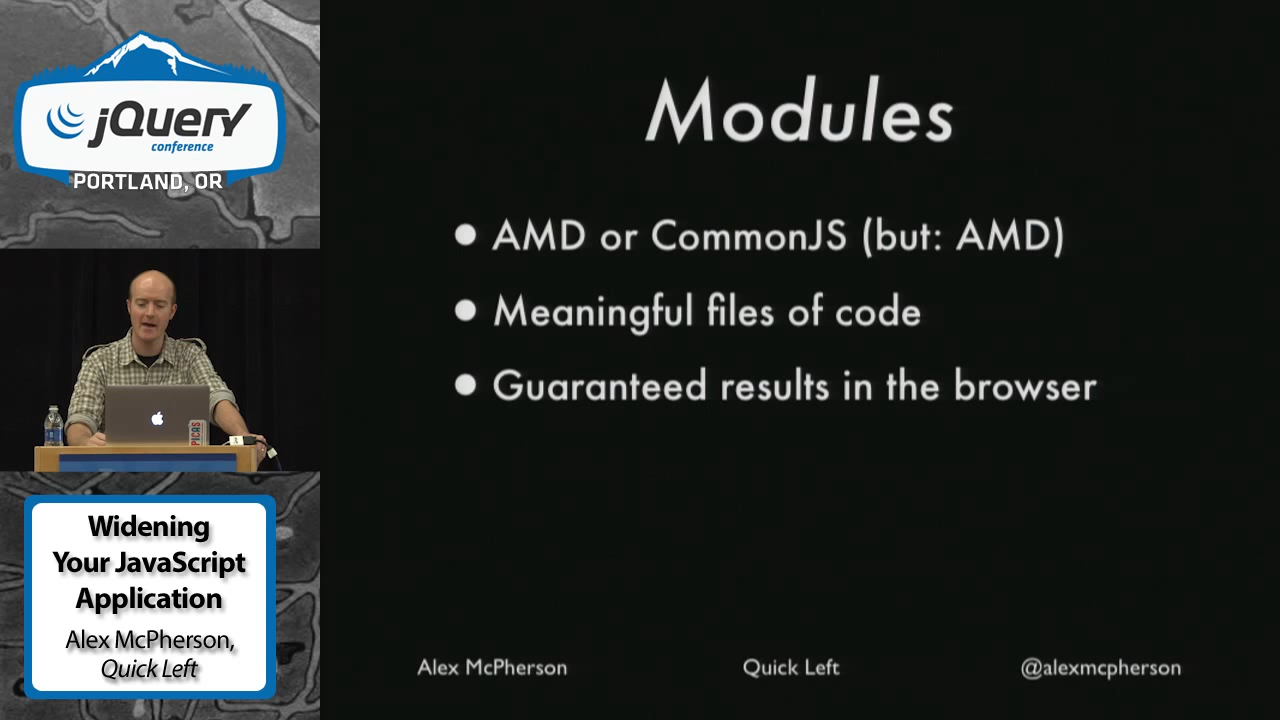 jQuery
conference
PORTLAND, OR
PICAS
Widening
Your JavaScript
Application
Alex McPherson,
Quick Left
Modules
AMD or CommonJS (but: AMD)
Meaningful files of code
Guaranteed results in the browser
Alex McPherson
Quick Left
@alexmcpherson